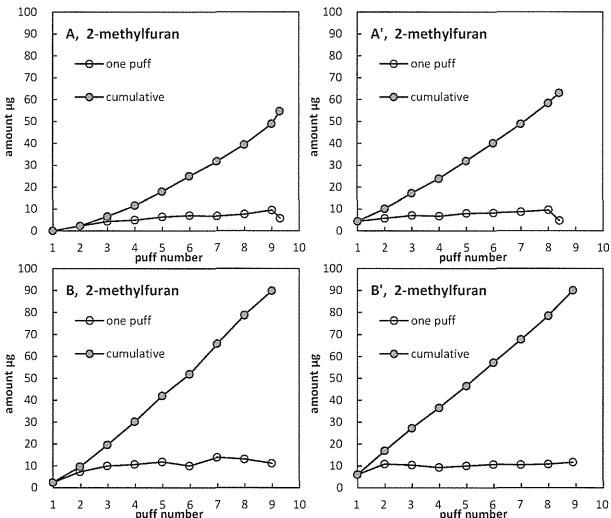 A, 2-methylfuran
one puff
cumulative
amount µg
100
90
80
70
60
50
40
30
20
10
0
1 2 3 4 5 6 7 8 9 10
puff number
A', 2-methylfuran
one puff
cumulative
amount µg
100
90
80
70
60
50
40
30
20
10
0
1 2 3 4 5 6 7 8 9 10
puff number
B, 2-methylfuran
one puff
cumulative
amount µg
100
90
80
70
60
50
40
30
20
10
0
1 2 3 4 5 6 7 8 9 10
puff number
B', 2-methylfuran
one puff
cumulative
amount µg
100
90
80
70
60
50
40
30
20
10
0
1 2 3 4 5 6 7 8 9 10
puff number